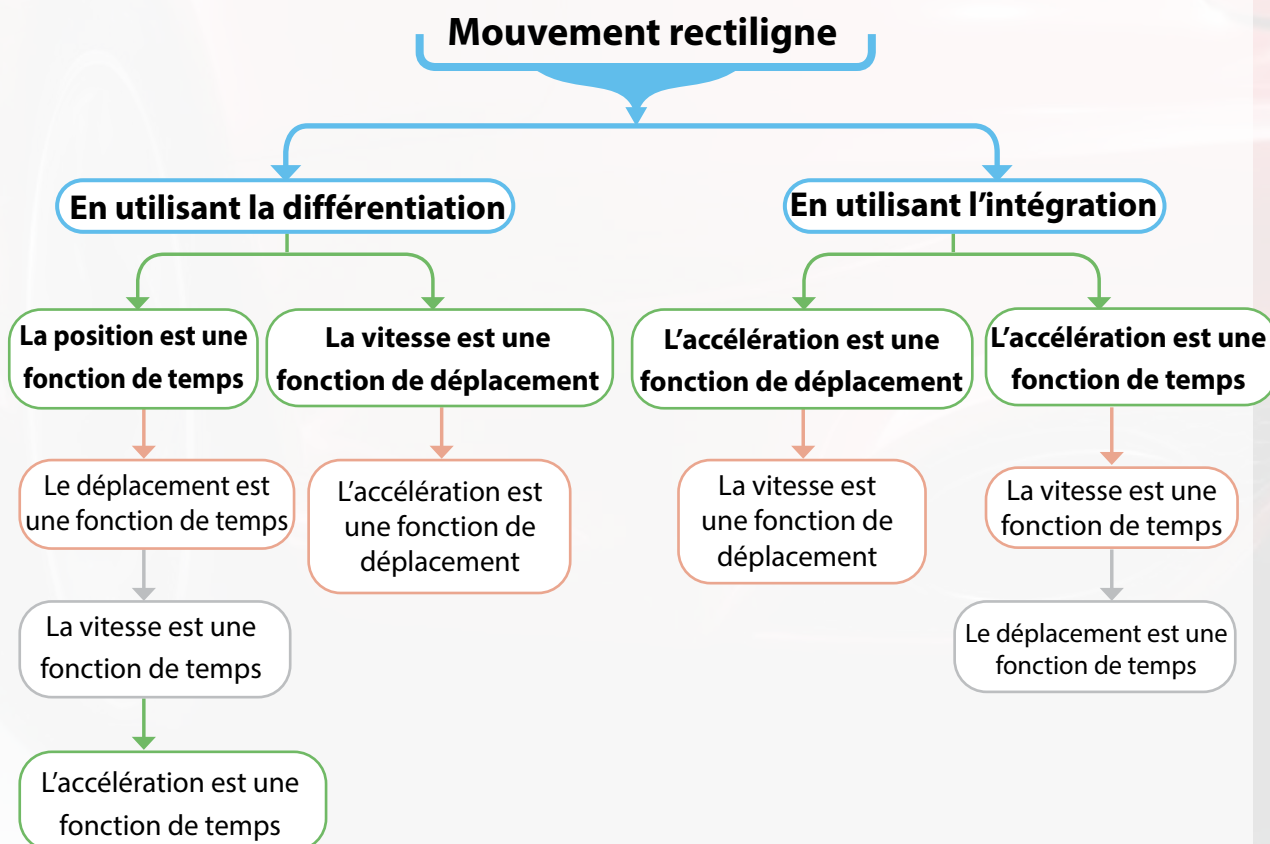 Mouvement rectiligne
En utilisant la différentiation
En utilisant l'intégration
La position est une
fonction de temps
La vitesse est une
fonction de déplacement
L'accélération est une
fonction de déplacement
L'accélération est une
fonction de temps
Le déplacement est
une fonction de temps
L'accélération est
une fonction de
déplacement
La vitesse est
une fonction de
déplacement
La vitesse est une
fonction de temps
La vitesse est une
fonction de temps
Le déplacement est une
fonction de temps
L'accélération est une
fonction de temps